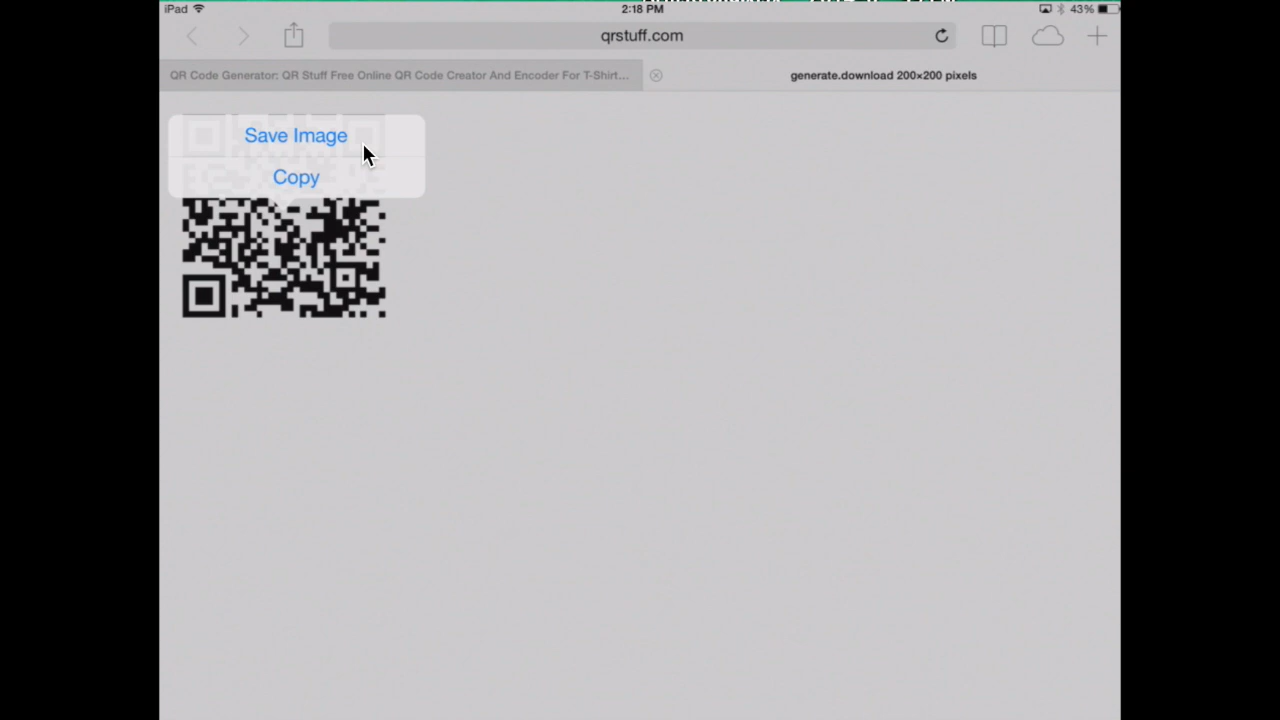 iPad
2:18 PM
43%
qrstuff.com
QR Code Generator: QR Stuff Free Online QR Code Creator And Encoder For T-Shirt...
generate.download 200×200 pixels
Save Image
Copy